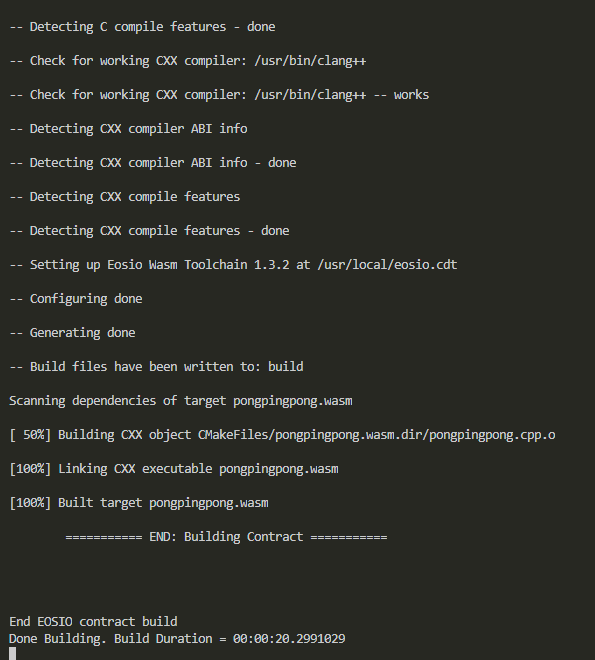 -- Detecting C compile features - done
-- Check for working CXX compiler: /usr/bin/clang++
-- Check for working CXX compiler: /usr/bin/clang++ -- works
-- Detecting CXX compiler ABI info
-- Detecting CXX compiler ABI info - done
-- Detecting CXX compile features
-- Detecting CXX compile features - done
-- Setting up Eosio Wasm Toolchain 1.3.2 at /usr/local/eosio.cdt
-- Configuring done
-- Generating done
-- Build files have been written to: build
Scanning dependencies of target pongpingpong.wasm
[ 50%] Building CXX object CMakeFiles/pongpingpong.wasm.dir/pongpingpong.cpp.o
[100%] Linking CXX executable pongpingpong.wasm
[100%] Built target pongpingpong.wasm
=========== END: Building Contract ===========
End EOSIO contract build
Done Building. Build Duration = 00:00:20.2991029